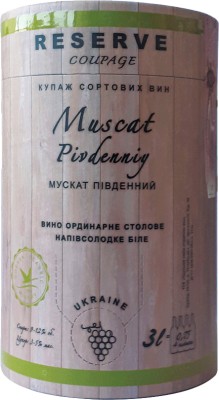 RESERVE
COUPAGE
КУПАЖ СОРТОВИХ ВИН
Muscat
Pivdenniy
МУСКАТ ПІВДЕННИЙ
ВИНО ОРДИНАРНЕ СТОЛОВЕ
НАПІВСОЛОДКЕ БІЛЕ
UKRAINE
3L